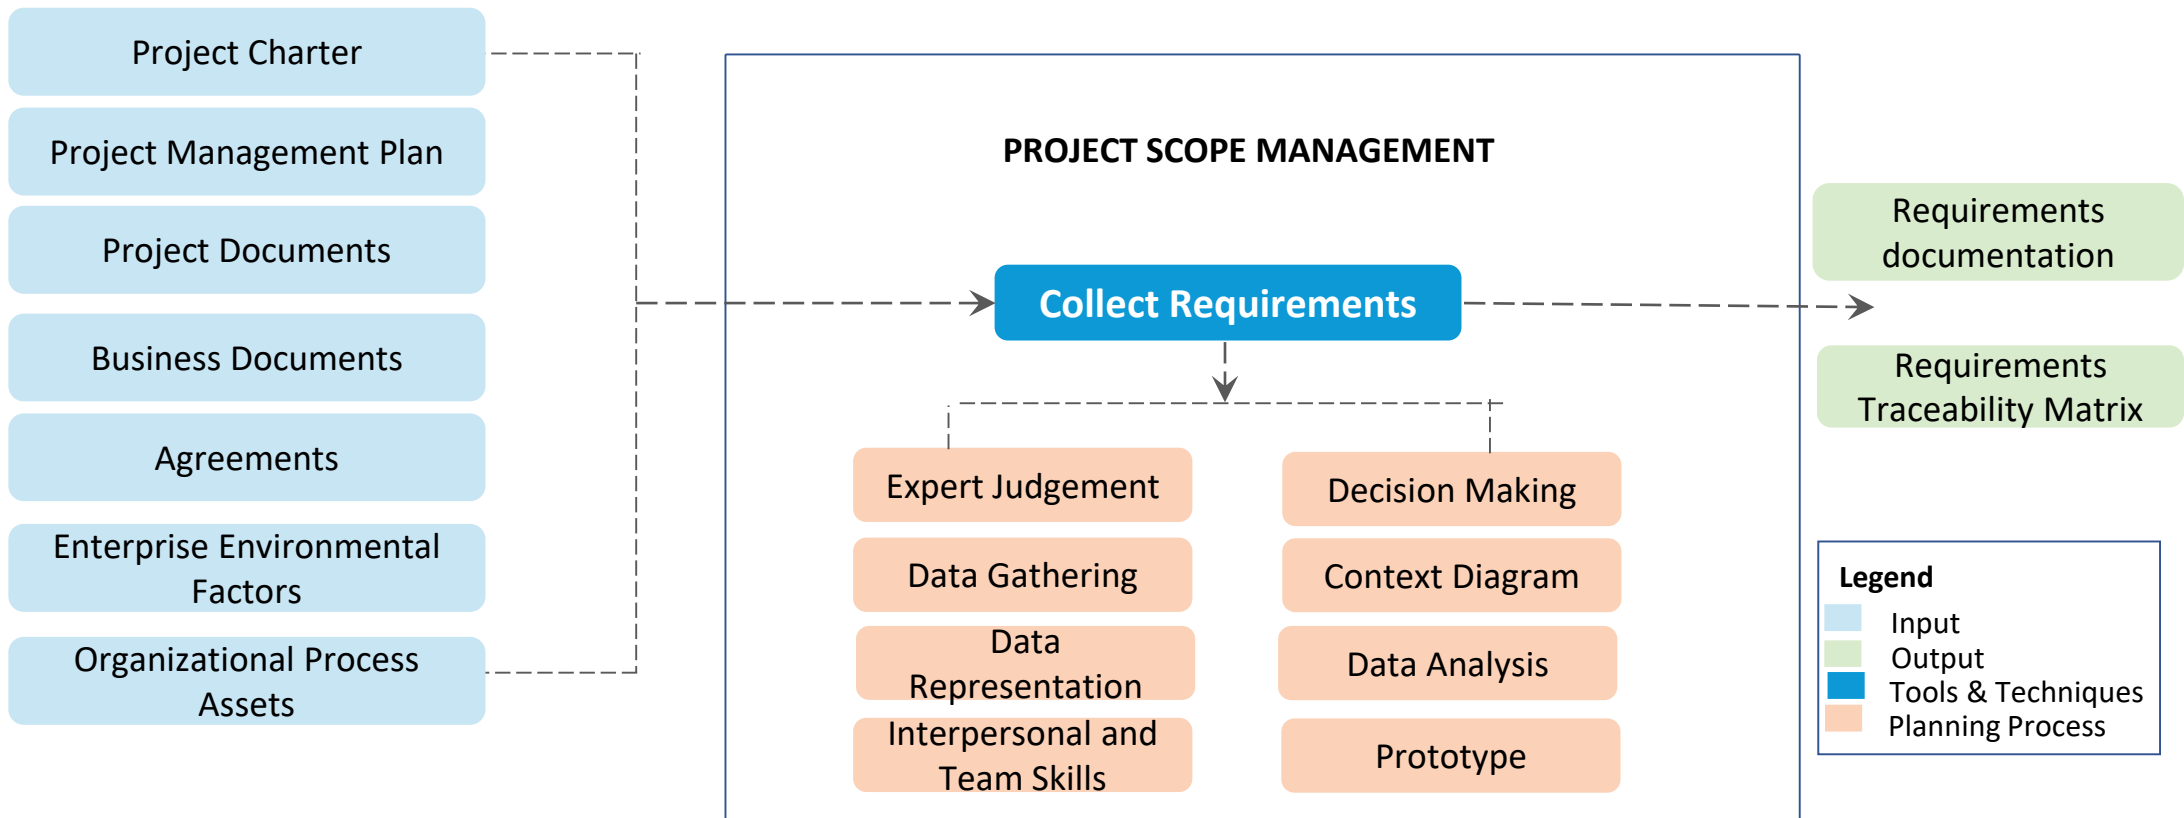 Project Charter
Project Management Plan
Project Documents
Business Documents
Agreements
Enterprise Environmental
Factors
Organizational Process
Assets
PROJECT SCOPE MANAGEMENT
Collect Requirements
Expert Judgement
Data Gathering
Data
Representation
Interpersonal and
Team Skills
Decision Making
Context Diagram
Data Analysis
Prototype
Requirements
documentation
Requirements
Traceability Matrix
Legend
Input
Output
Tools & Techniques
Planning Process